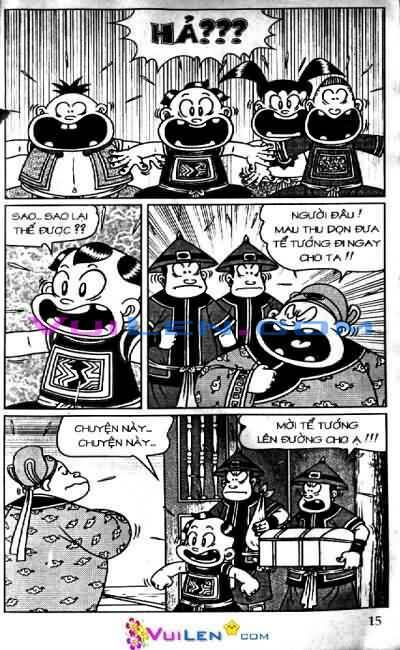 HẢ???
SAO.. SAO LẠI
THẾ ĐƯỢC ??
NGƯỜI ĐÂU !
MAU THU DỌN ĐƯA
TỂ TƯỚNG ĐI NGAY
CHO TA !!
VUILEN.COM
CHUYỆN NÀY...
CHUYỆN NÀY...
MỜI TỂ TƯỚNG
LÊN ĐƯỜNG CHO Ạ !!!
15
VUILEN.COM